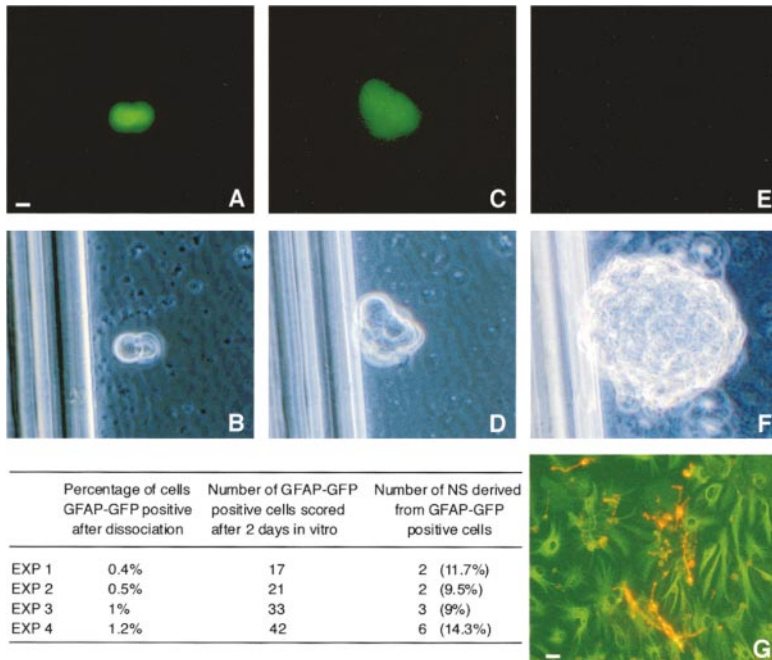 A
C
E
B
D
F
Percentage of cells GFAP-GFP positive after dissociation
Number of GFAP-GFP positive cells scored after 2 days in vitro
Number of NS derived from GFAP-GFP positive cells
EXP 1 0.4% 17 2 (11.7%)
EXP 2 0.5% 21 2 (9.5%)
EXP 3 1% 33 3 (9%)
EXP 4 1.2% 42 6 (14.3%)
G